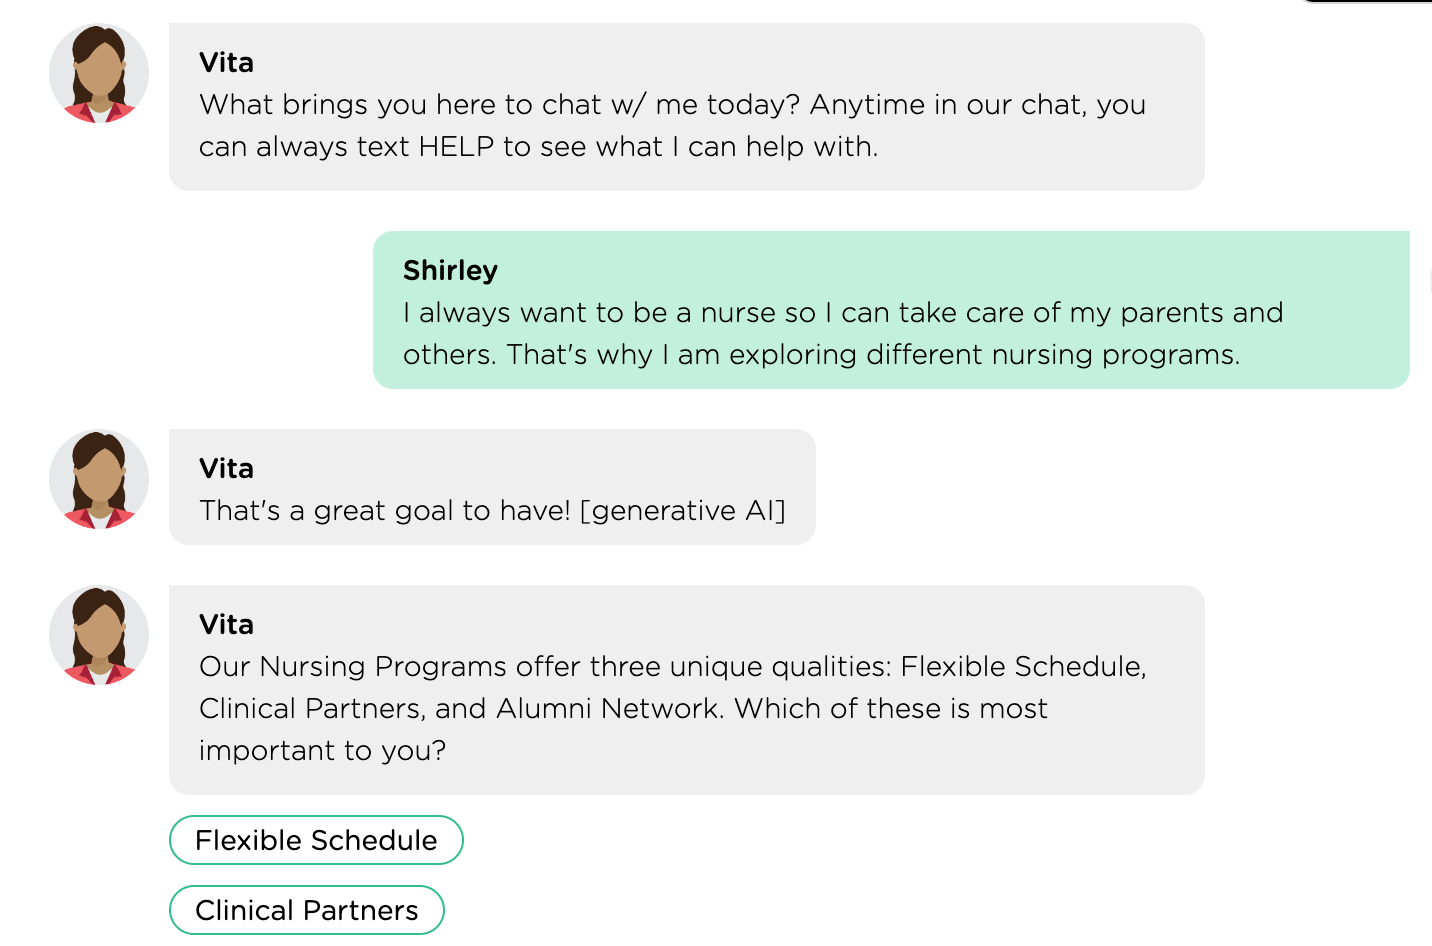 Vita
What brings you here to chat w/ me today? Anytime in our chat, you
can always text HELP to see what I can help with.
Shirley
I always want to be a nurse so I can take care of my parents and
others. That's why I am exploring different nursing programs.
Vita
That's a great goal to have! [generative AI]
Vita
Our Nursing Programs offer three unique qualities: Flexible Schedule,
Clinical Partners, and Alumni Network. Which of these is most
important to you?
Flexible Schedule
Clinical Partners